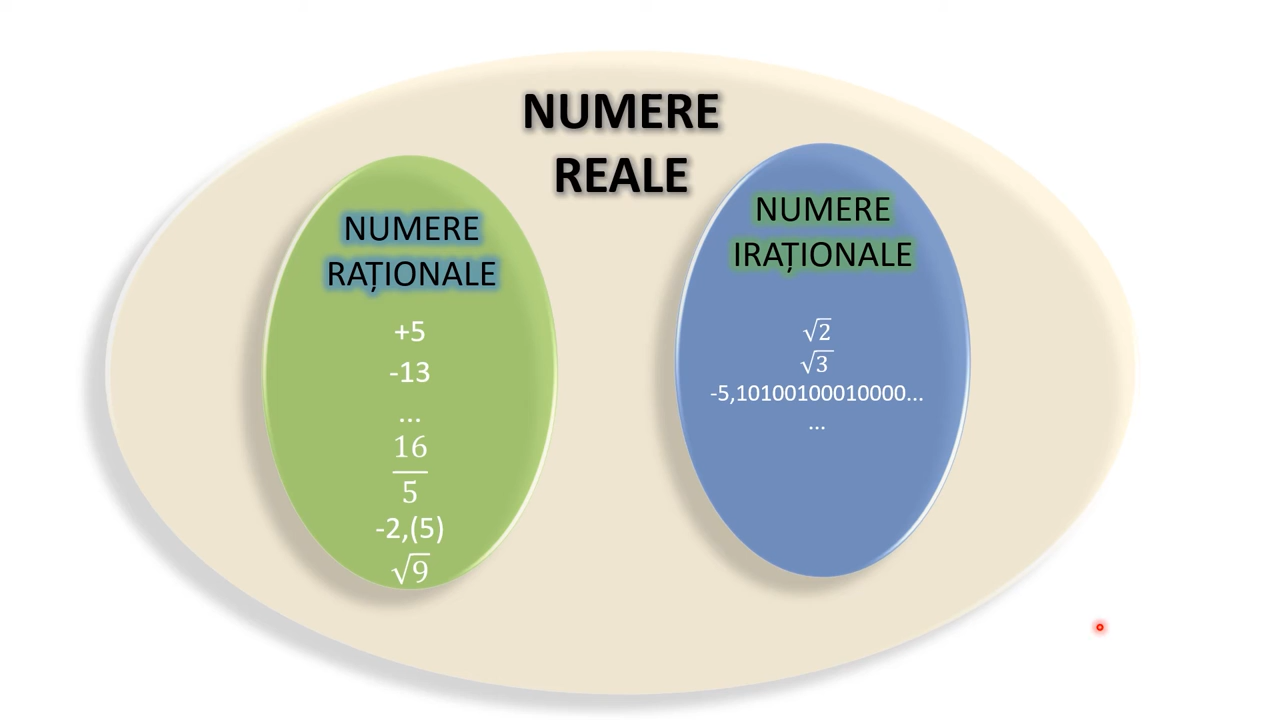 NUMERE
REALE
NUMERE
RAȚIONALE
+5
-13
...
16
5
-2,(5)
√9
NUMERE
IRAȚIONALE
√2
√3
-5,10100100010000...
...